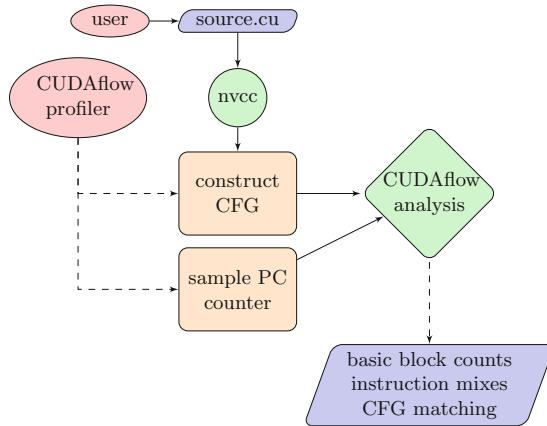 user
source.cu
CUDAflow
profiler
nvcc
construct
CFG
CUDAflow
analysis
sample PC
counter
basic block counts
instruction mixes
CFG matching